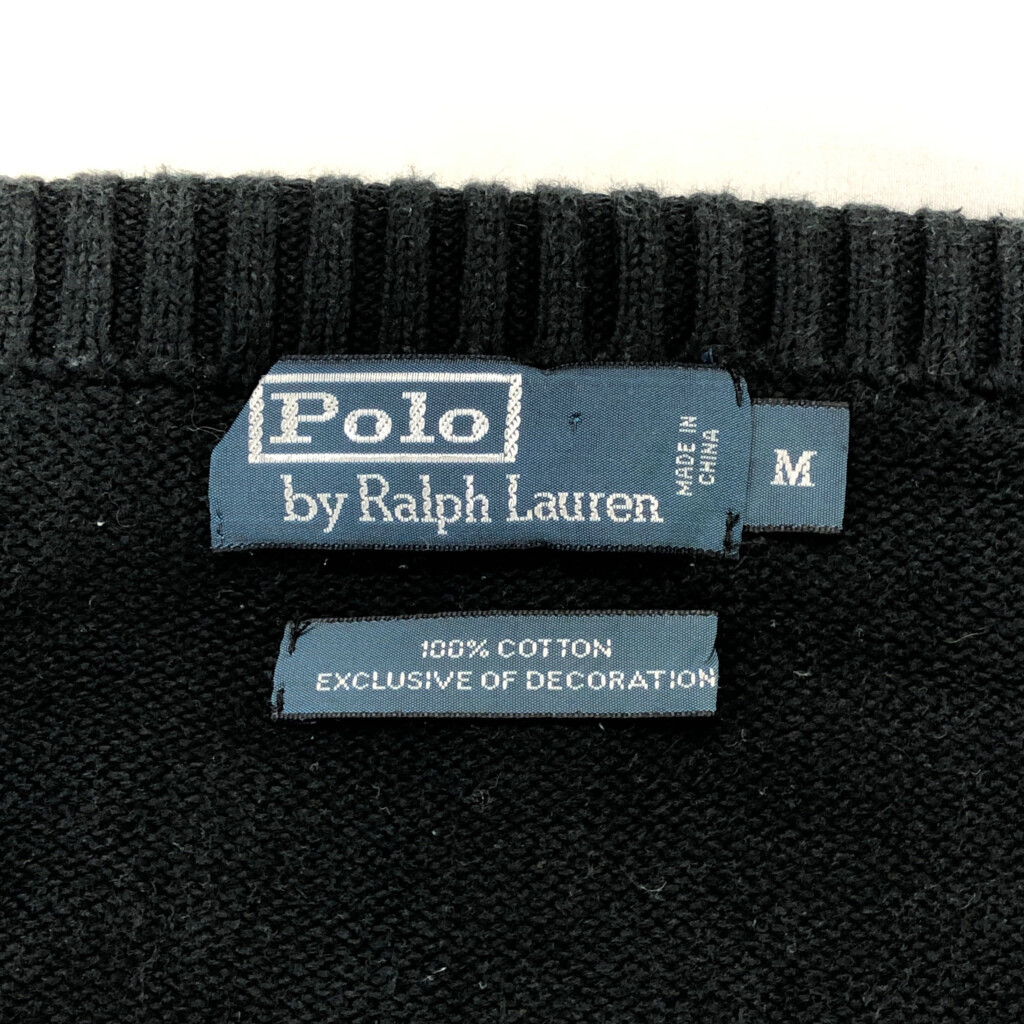 Polo
by Ralph Lauren
MADE IN
CHINA
M
100% COTTON
EXCLUSIVE OF DECORATION